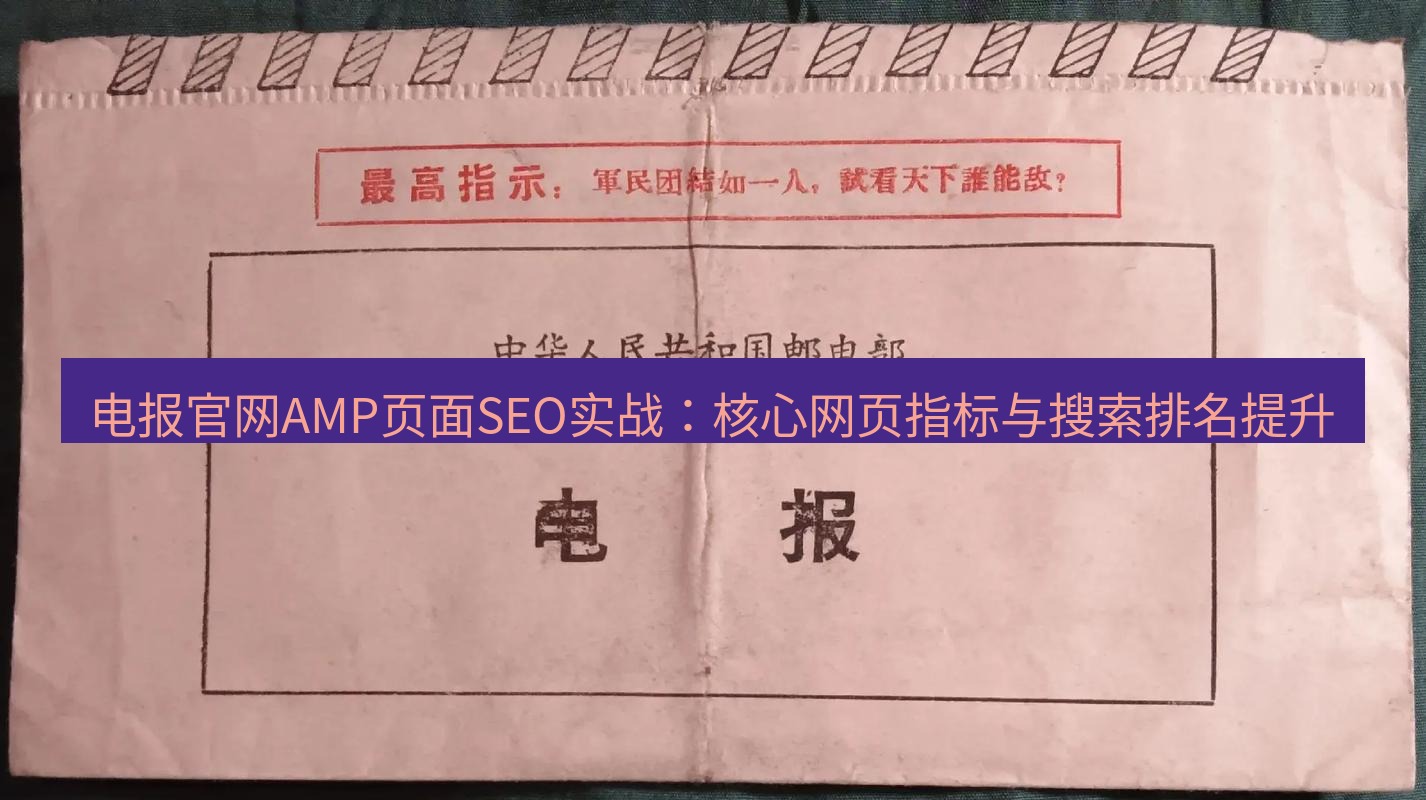 最高指示：軍民团結如一人，試看天下誰能敌？
中华人民共和国邮电部
电报官网AMP页面SEO实战：核心网页指标与搜索排名提升
电报